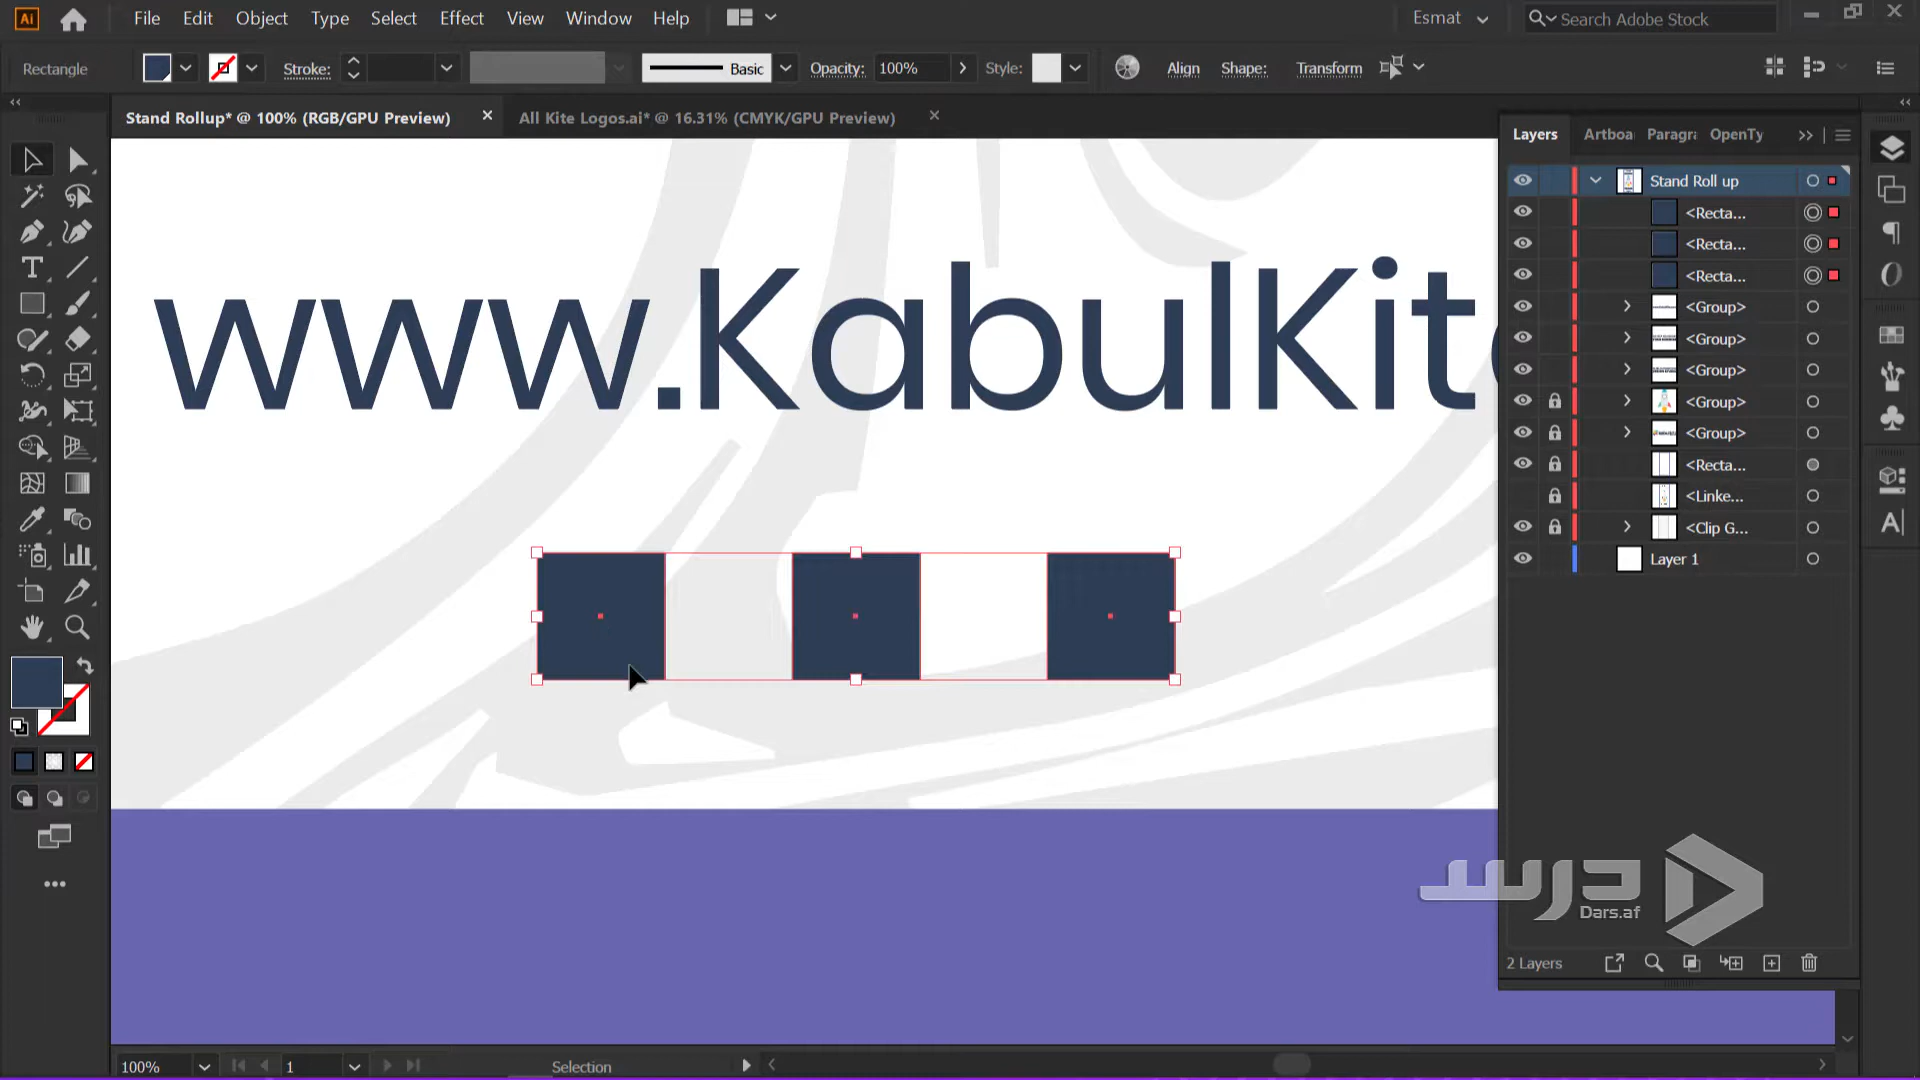 Ai File Edit Object Type Select Effect View Window Help Esmat Search Adobe Stock
Rectangle Stroke: Basic Opacity: 100% Style: Align Shape: Transform
Stand Rollup* @ 100% (RGB/GPU Preview) All Kite Logos.ai* @ 16.31% (CMYK/GPU Preview)
Layers Artboa Paragra OpenTy
Stand Roll up
<Recta...
<Recta...
<Recta...
<Group>
<Group>
<Group>
<Group>
<Group>
<Recta...
<Linke...
<Clip G...
Layer 1
www.KabulKit
درس
Dars.af
2 Layers
100% 1 Selection